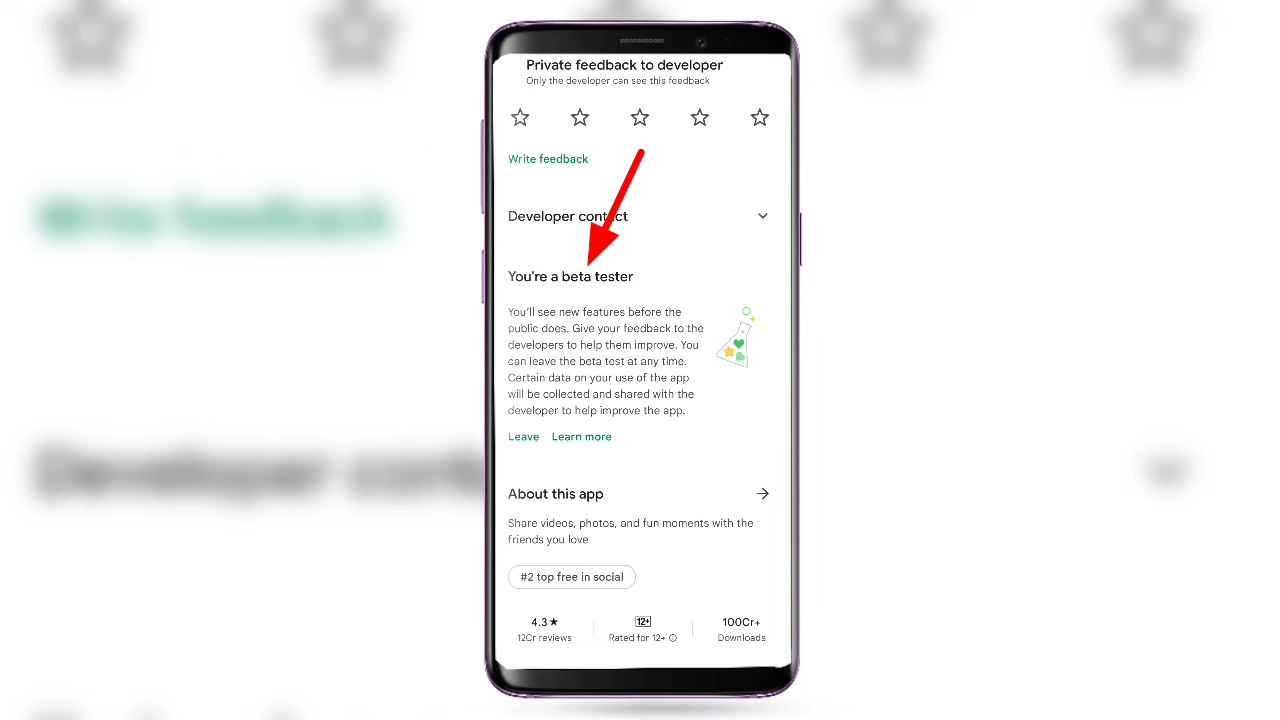 Private feedback to developer
Only the developer can see this feedback
Write feedback
Developer contact
You're a beta tester
You'll see new features before the
public does. Give your feedback to the
developers to help them improve. You
can leave the beta test at any time.
Certain data on your use of the app
will be collected and shared with the
developer to help improve the app.
Leave Learn more
About this app
Share videos, photos, and fun moments with the
friends you love
#2 top free in social
4.3★ 12+ 100Cr+
12Cr reviews Rated for 12+ Downloads
Write feedback
Developer cont